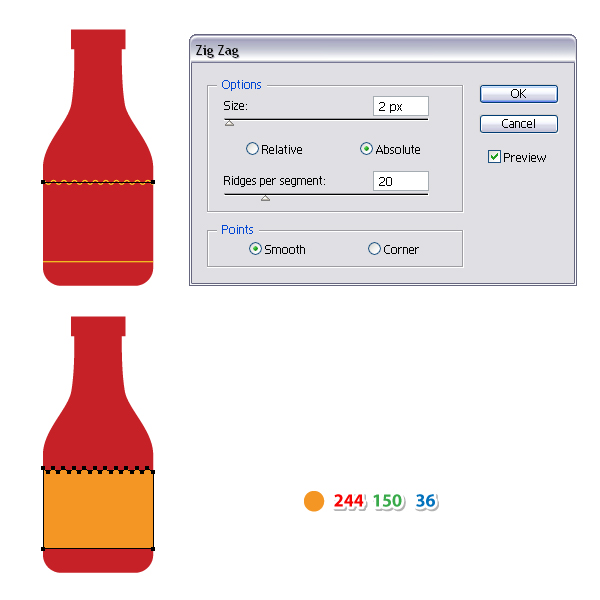 Zig Zag
Options
Size:
2 px
Relative
Absolute
Ridges per segment:
20
Points
Smooth
Corner
OK
Cancel
Preview
244 150 36